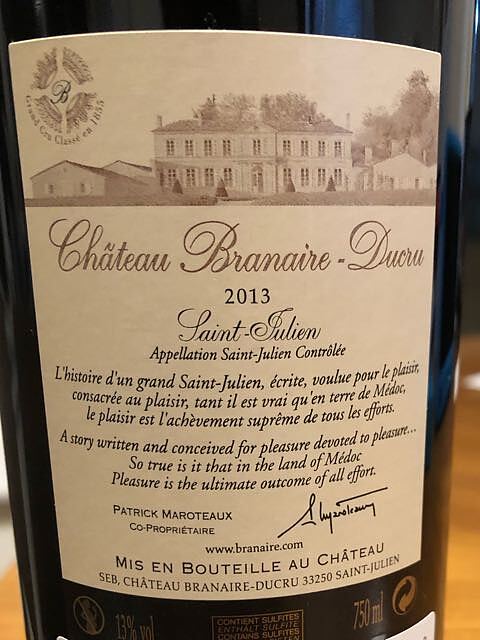 B
Grand Cru Classé en 1855
Château Branaire-Ducru
2013
Saint-Julien
Appellation Saint-Julien Contrôlée
L'histoire d'un grand Saint-Julien, écrite, voulue pour le plaisir,
consacrée au plaisir, tant il est vrai qu'en terre de Médoc,
le plaisir est l'achèvement suprême de tous les efforts.
A story written and conceived for pleasure devoted to pleasure...
So true is it that in the land of Médoc
Pleasure is the ultimate outcome of all effort.
PATRICK MAROTEAUX
CO-PROPRIÉTAIRE
www.branaire.com
MIS EN BOUTEILLE AU CHÂTEAU
SEB, CHÂTEAU BRANAIRE-DUCRU 33250 SAINT-JULIEN
13% vol
CONTIENT SULFITES
ENTHÄLT SULFITE
CONTAINS SULFITES
750 ml